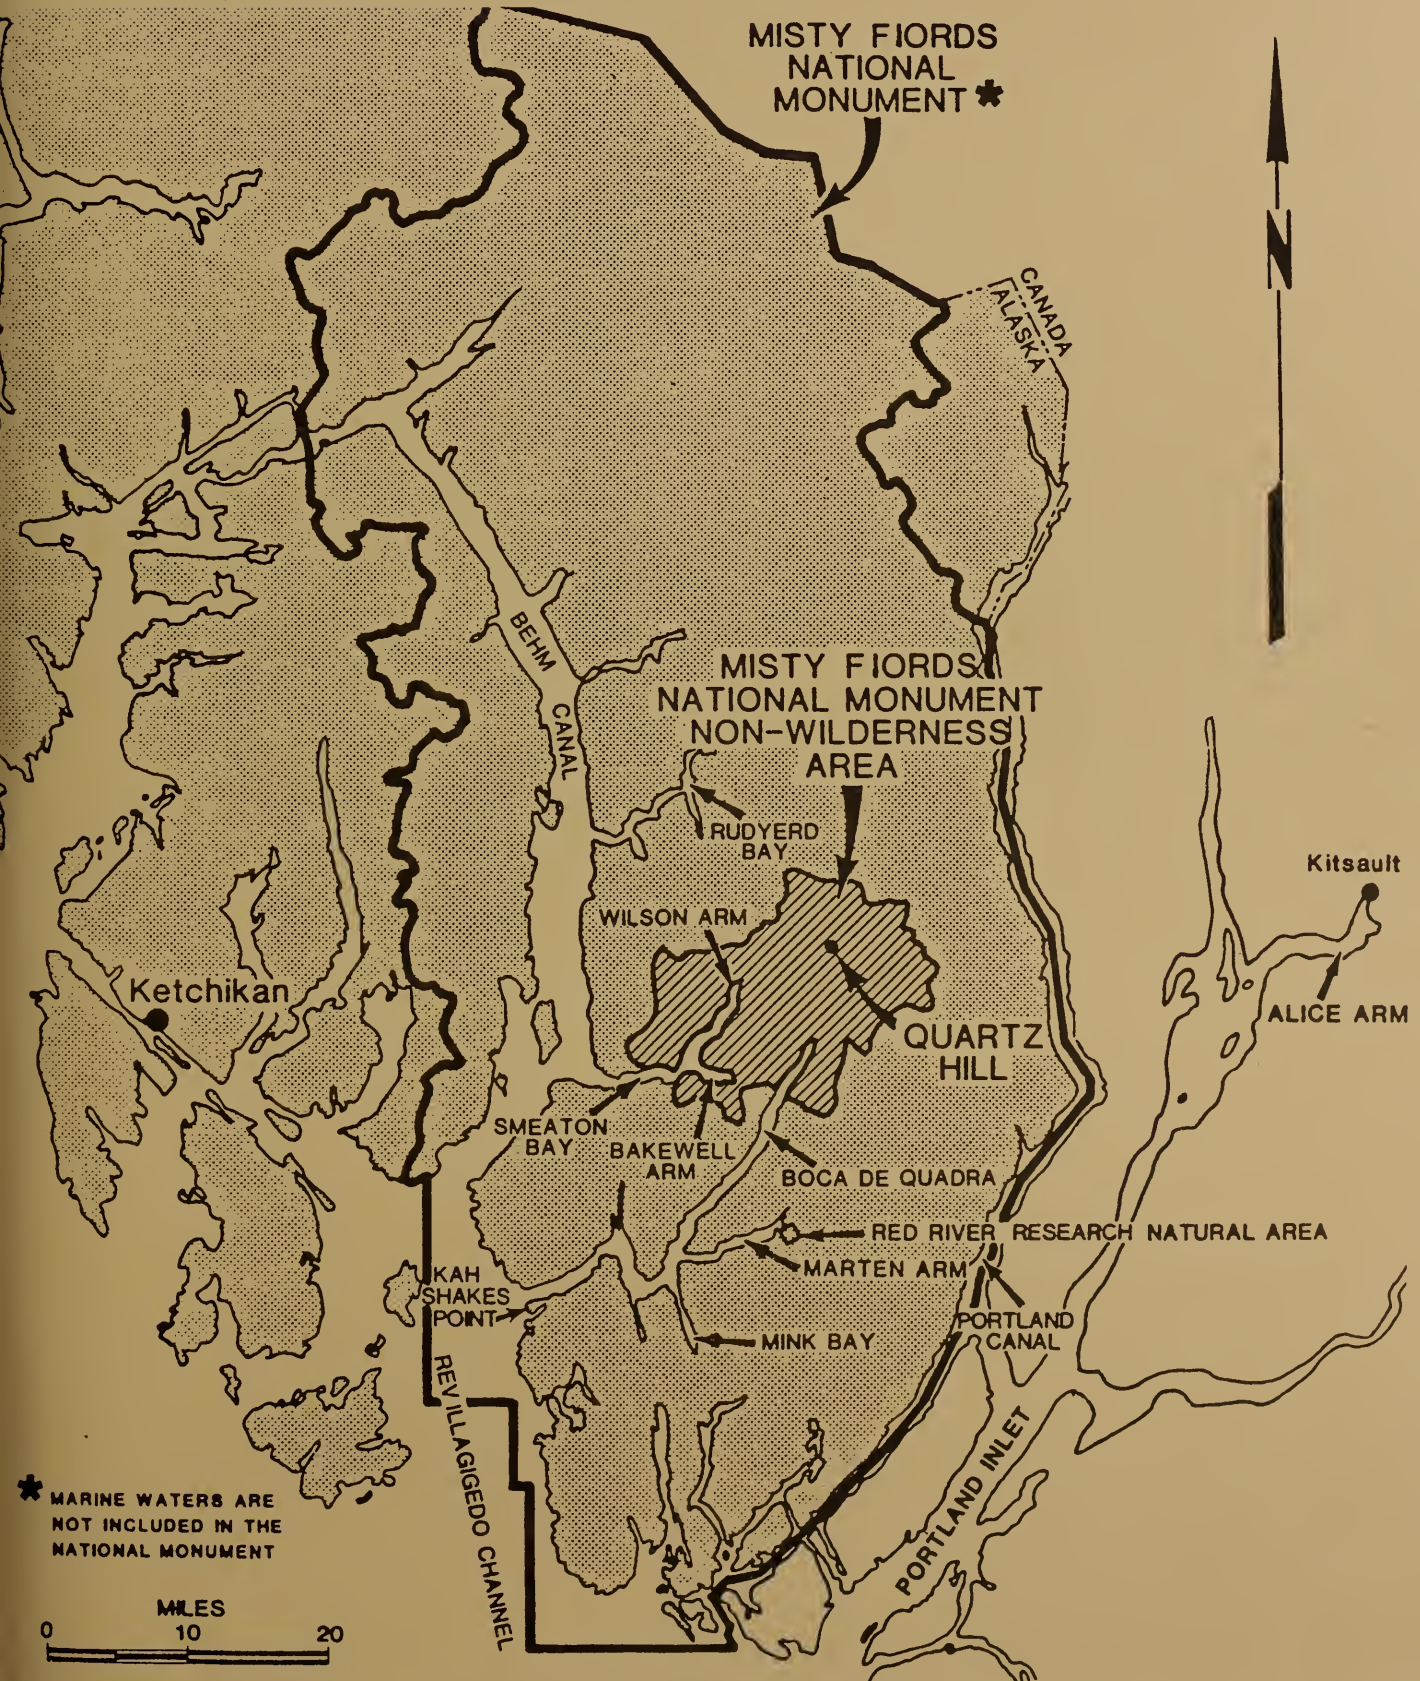 MISTY FIORDS
NATIONAL
MONUMENT *
N
CANADA
ALASKA
BEHM
CANAL
MISTY FIORDS
NATIONAL MONUMENT
NON-WILDERNESS
AREA
RUDYERD
BAY
Kitsault
WILSON ARM
Ketchikan
ALICE ARM
QUARTZ
HILL
SMEATON
BAY
BAKEWELL
ARM
BOCA DE QUADRA
RED RIVER RESEARCH NATURAL AREA
MARTEN ARM
KAH
SHAKES
POINT
PORTLAND
CANAL
MINK BAY
REVILLAGIGEDO CHANNEL
PORTLAND INLET
* MARINE WATERS ARE
NOT INCLUDED IN THE
NATIONAL MONUMENT
MILES
0 10 20